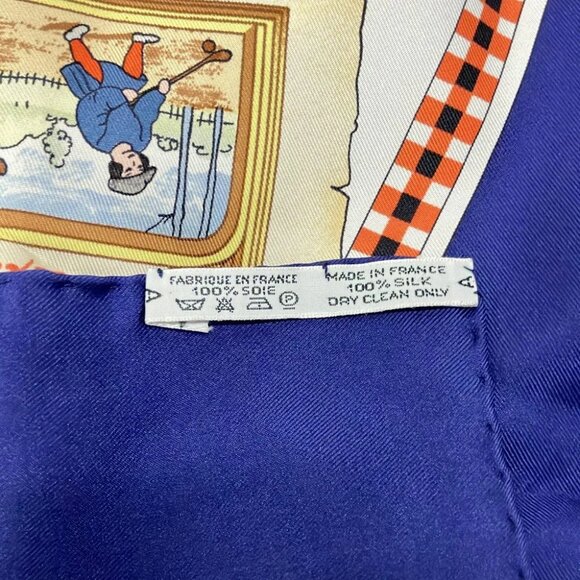 FABRIQUE EN FRANCE
100% SOIE
P
MADE IN FRANCE
100% SILK
DRY CLEAN ONLY
A
A